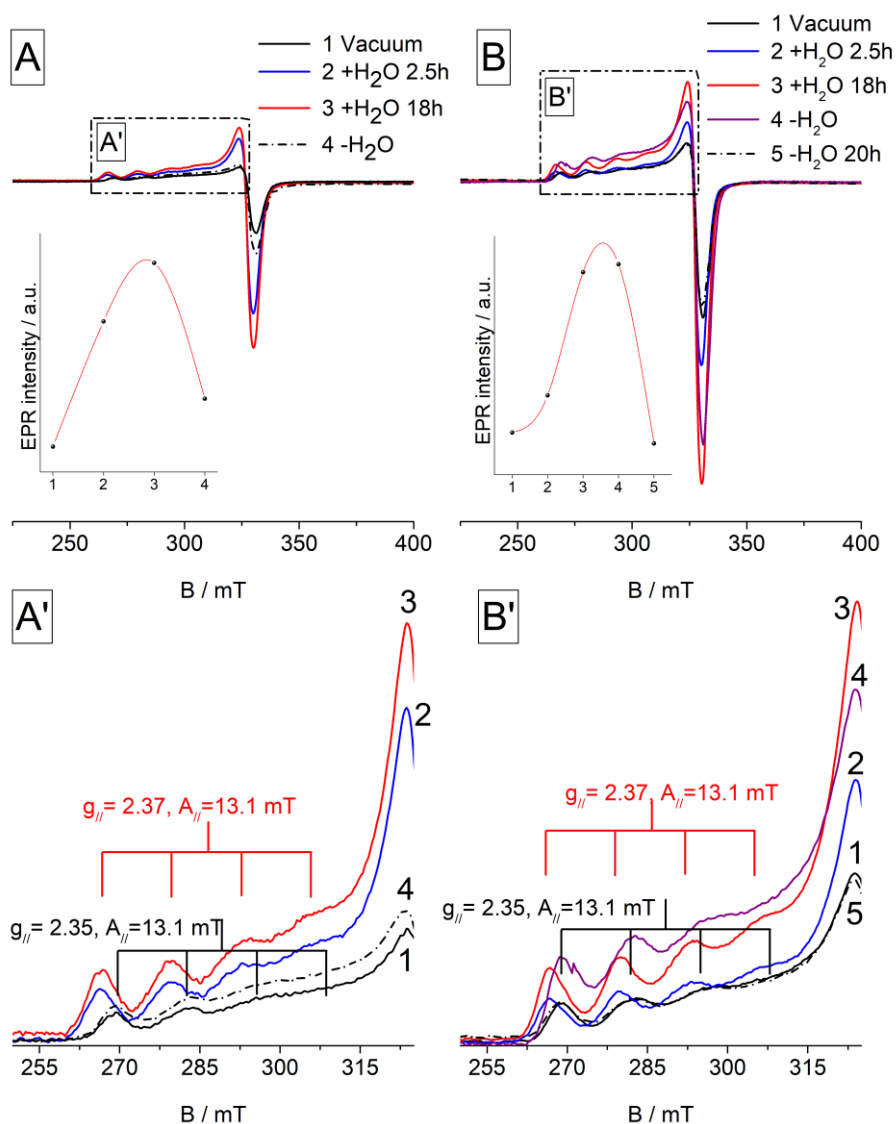 A
1 Vacuum
2 +H₂O 2.5h
3 +H₂O 18h
4 -H₂O
A'
EPR intensity / a.u.
1 2 3 4
250 300 350 400
B / mT
B
1 Vacuum
2 +H₂O 2.5h
3 +H₂O 18h
4 -H₂O
5 -H₂O 20h
B'
EPR intensity / a.u.
1 2 3 4 5
250 300 350 400
B / mT
A'
3
2
g// = 2.37, A//=13.1 mT
4
g// = 2.35, A//=13.1 mT
1
255 270 285 300 315
B / mT
B'
3
4
g// = 2.37, A//=13.1 mT
2
1
g// = 2.35, A//=13.1 mT
5
255 270 285 300 315
B / mT